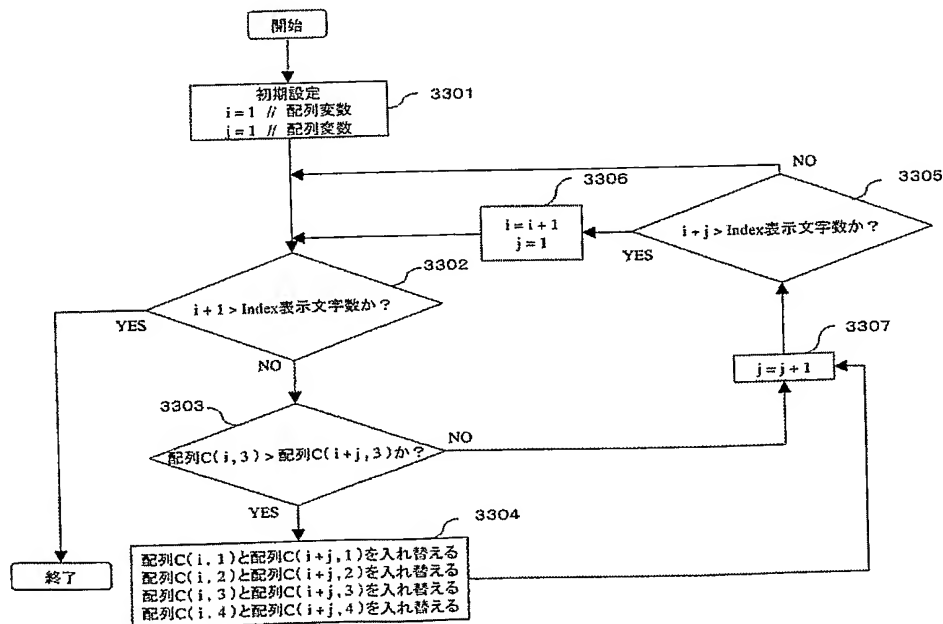 開始
初期設定
i = 1 // 配列変数
j = 1 // 配列変数
3301
NO
3305
3306
i = i + 1
j = 1
i + j > Index表示文字数か？
YES
3302
i + 1 > Index表示文字数か？
YES
NO
3307
j = j + 1
3303
配列C( i , 3 ) > 配列C( i + j , 3 )か？
NO
YES
3304
配列C( i , 1 )と配列C( i+j , 1 )を入れ替える
配列C( i , 2 )と配列C( i+j , 2 )を入れ替える
配列C( i , 3 )と配列C( i+j , 3 )を入れ替える
配列C( i , 4 )と配列C( i+j , 4 )を入れ替える
終了